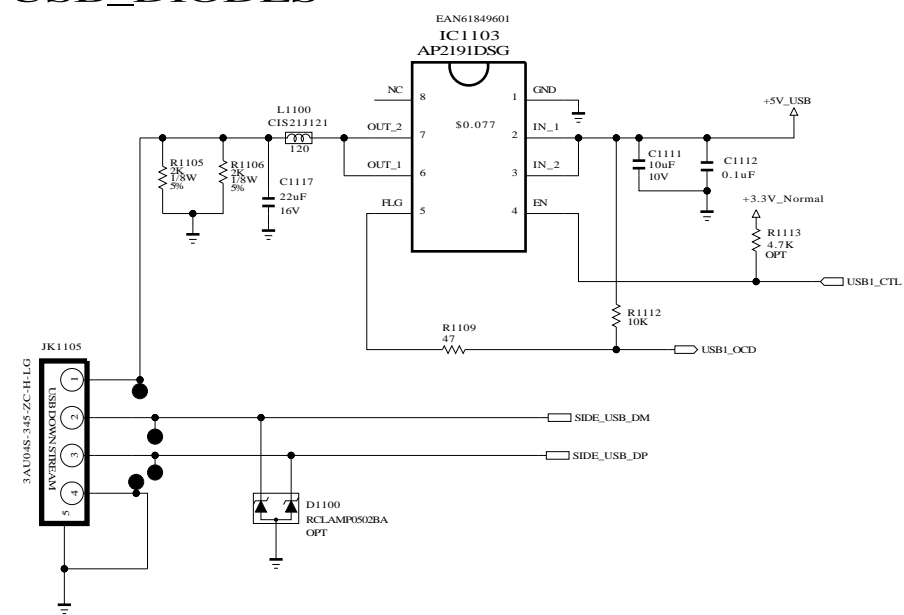 USB_DIODES
EAN61849601
IC1103
AP2191DSG
NC
8
1
GND
+5V_USB
L1100
CIS21J121
120
OUT_2
7
$0.077
2
IN_1
OUT_1
6
3
IN_2
FLG
5
4
EN
R1105
2K
1/8W
5%
R1106
2K
1/8W
5%
C1117
22uF
16V
C1111
10uF
10V
C1112
0.1uF
+3.3V_Normal
R1113
4.7K
OPT
USB1_CTL
R1112
10K
R1109
47
USB1_OCD
JK1105
3AU04S-345-ZC-H-LG
USB DOWN STREAM
1
2
3
4
5
SIDE_USB_DM
SIDE_USB_DP
D1100
RCLAMP0502BA
OPT